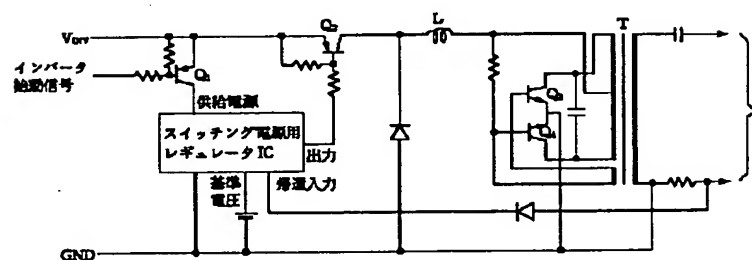 Q₂
L
T
VDIV
インバータ
始動信号
Q₁
Q₃
供給電源
スイッチング電源用
レギュレータIC
出力
Q₄
基準
電圧
帰還入力
GND